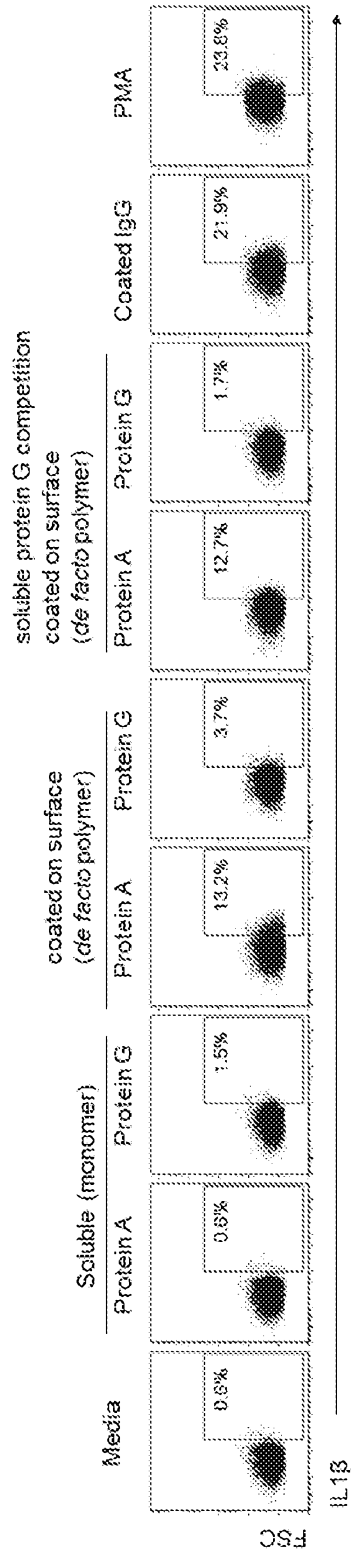 soluble protein G competition
coated on surface
coated on surface
(de facto polymer)
(de facto polymer)
Soluble (monomer)
Media
Protein A
Protein G
Protein A
Protein G
Protein A
Protein G
Coated IgG
PMA
0.6%
0.6%
1.5%
13.2%
3.7%
12.7%
1.7%
21.9%
23.8%
FSC
IL1β